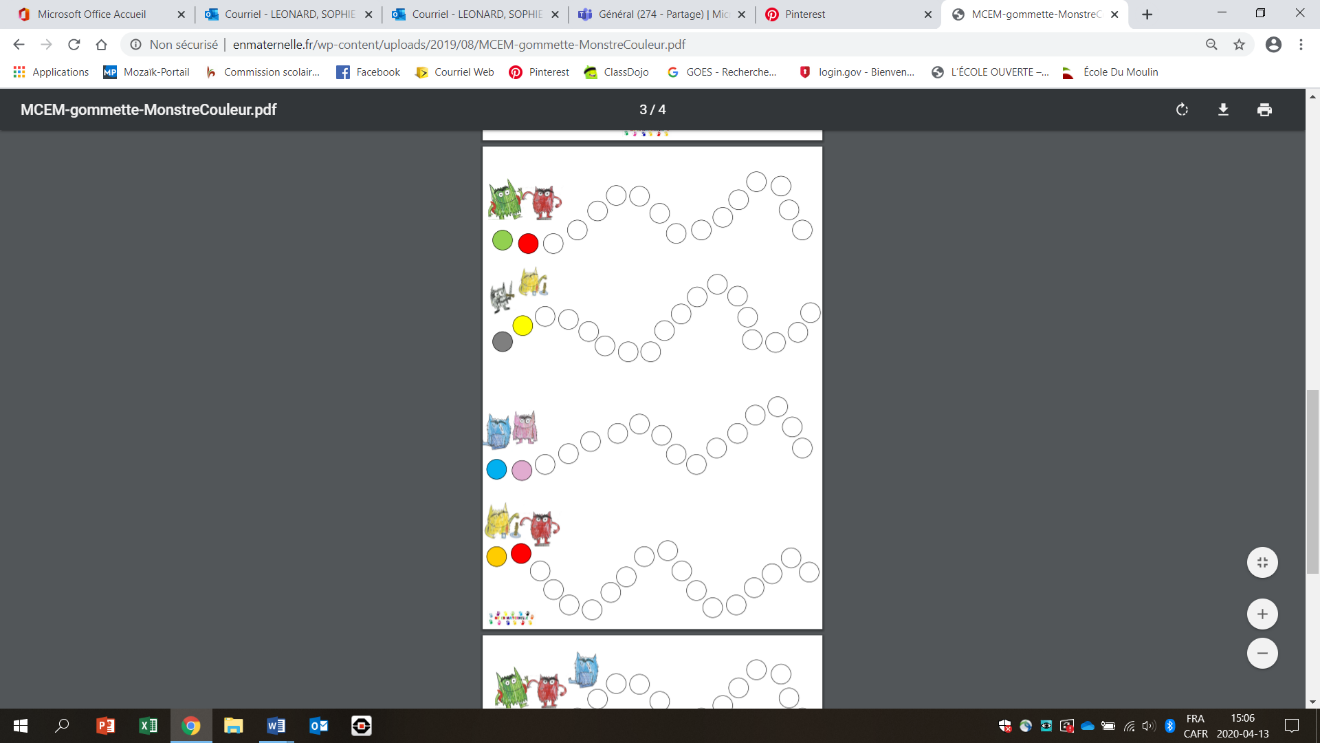 Microsoft Office Accueil
Courriel - LEONARD, SOPHIE
Courriel - LEONARD, SOPHIE
Général (274 - Partage) | Mic
Pinterest
MCEM-gommette-MonstreC
Non sécurisé | enmaternelle.fr/wp-content/uploads/2019/08/MCEM-gommette-MonstreCouleur.pdf
Applications
MP Mozaïk-Portail
Commission scolair...
Facebook
Courriel Web
Pinterest
ClassDojo
GOES - Recherche...
login.gov - Bienven...
L'ÉCOLE OUVERTE –...
École Du Moulin
MCEM-gommette-MonstreCouleur.pdf
3 / 4
FRA
CAFR
15:06
2020-04-13